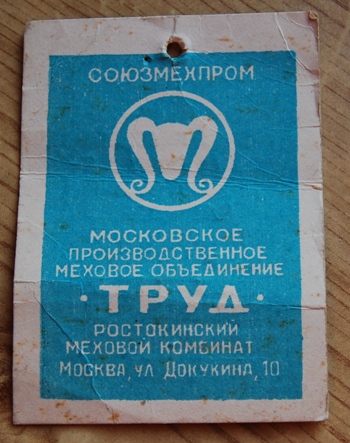 СОЮЗМЕХПРОМ
МОСКОВСКОЕ
ПРОИЗВОДСТВЕННОЕ
МЕХОВОЕ ОБЪЕДИНЕНИЕ
· ТРУД ·
РОСТОКИНСКИЙ
МЕХОВОЙ КОМБИНАТ
МОСКВА, УЛ. ДОКУКИНА, 10